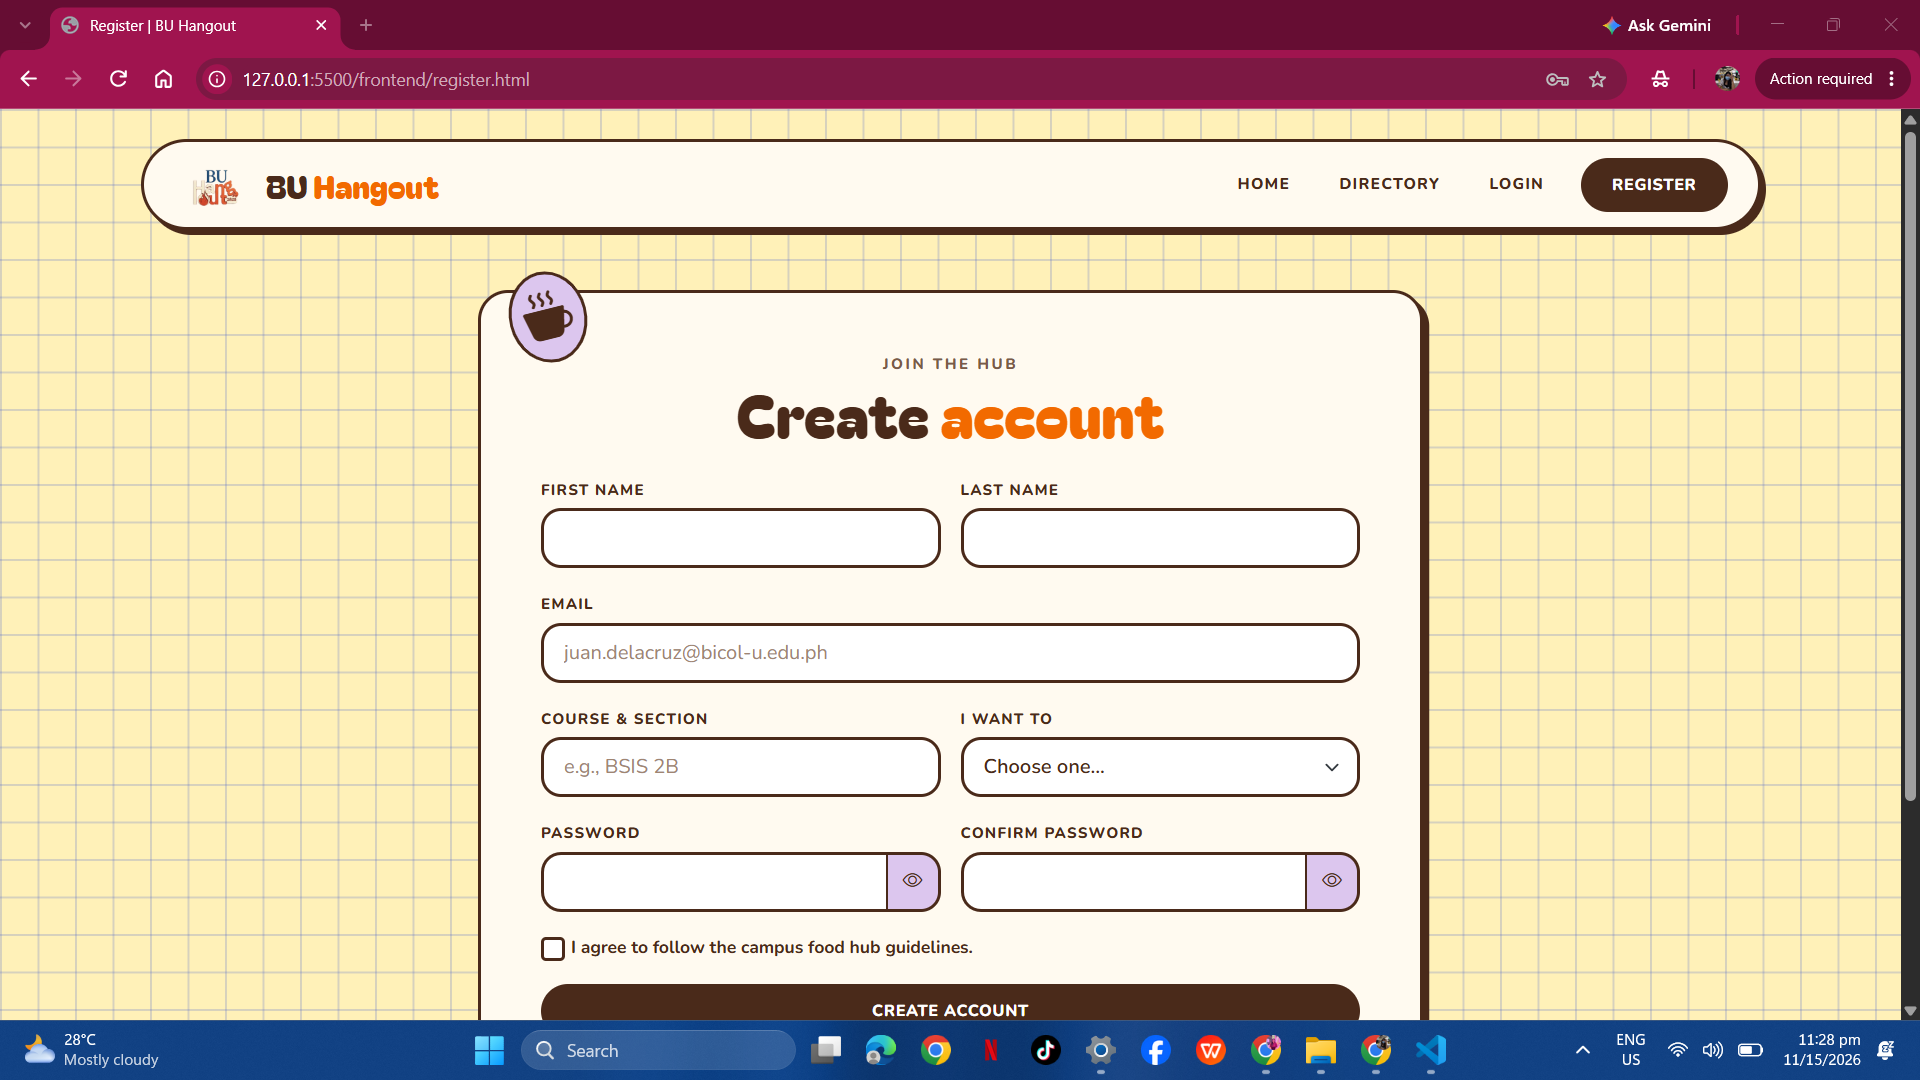 Register | BU Hangout
Ask Gemini
127.0.0.1:5500/frontend/register.html
Action required
BU Hangout
BU Hangout
HOME
DIRECTORY
LOGIN
REGISTER
JOIN THE HUB
Create account
FIRST NAME
LAST NAME
EMAIL
juan.delacruz@bicol-u.edu.ph
COURSE & SECTION
I WANT TO
e.g., BSIS 2B
Choose one...
PASSWORD
CONFIRM PASSWORD
I agree to follow the campus food hub guidelines.
CREATE ACCOUNT
28°C
Mostly cloudy
Search
ENG
US
11:28 pm
11/15/2026